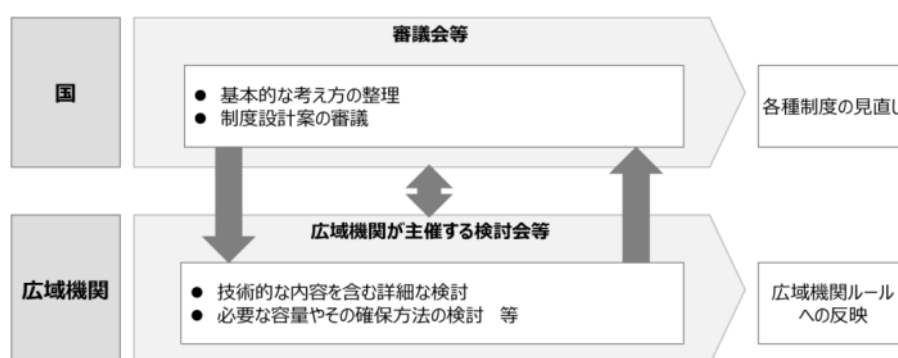 審議会等
国
● 基本的な考え方の整理
● 制度設計案の審議
各種制度の見直し
広域機関が主催する検討会等
広域機関
● 技術的な内容を含む詳細な検討
● 必要な容量やその確保方法の検討 等
広域機関ルール
への反映